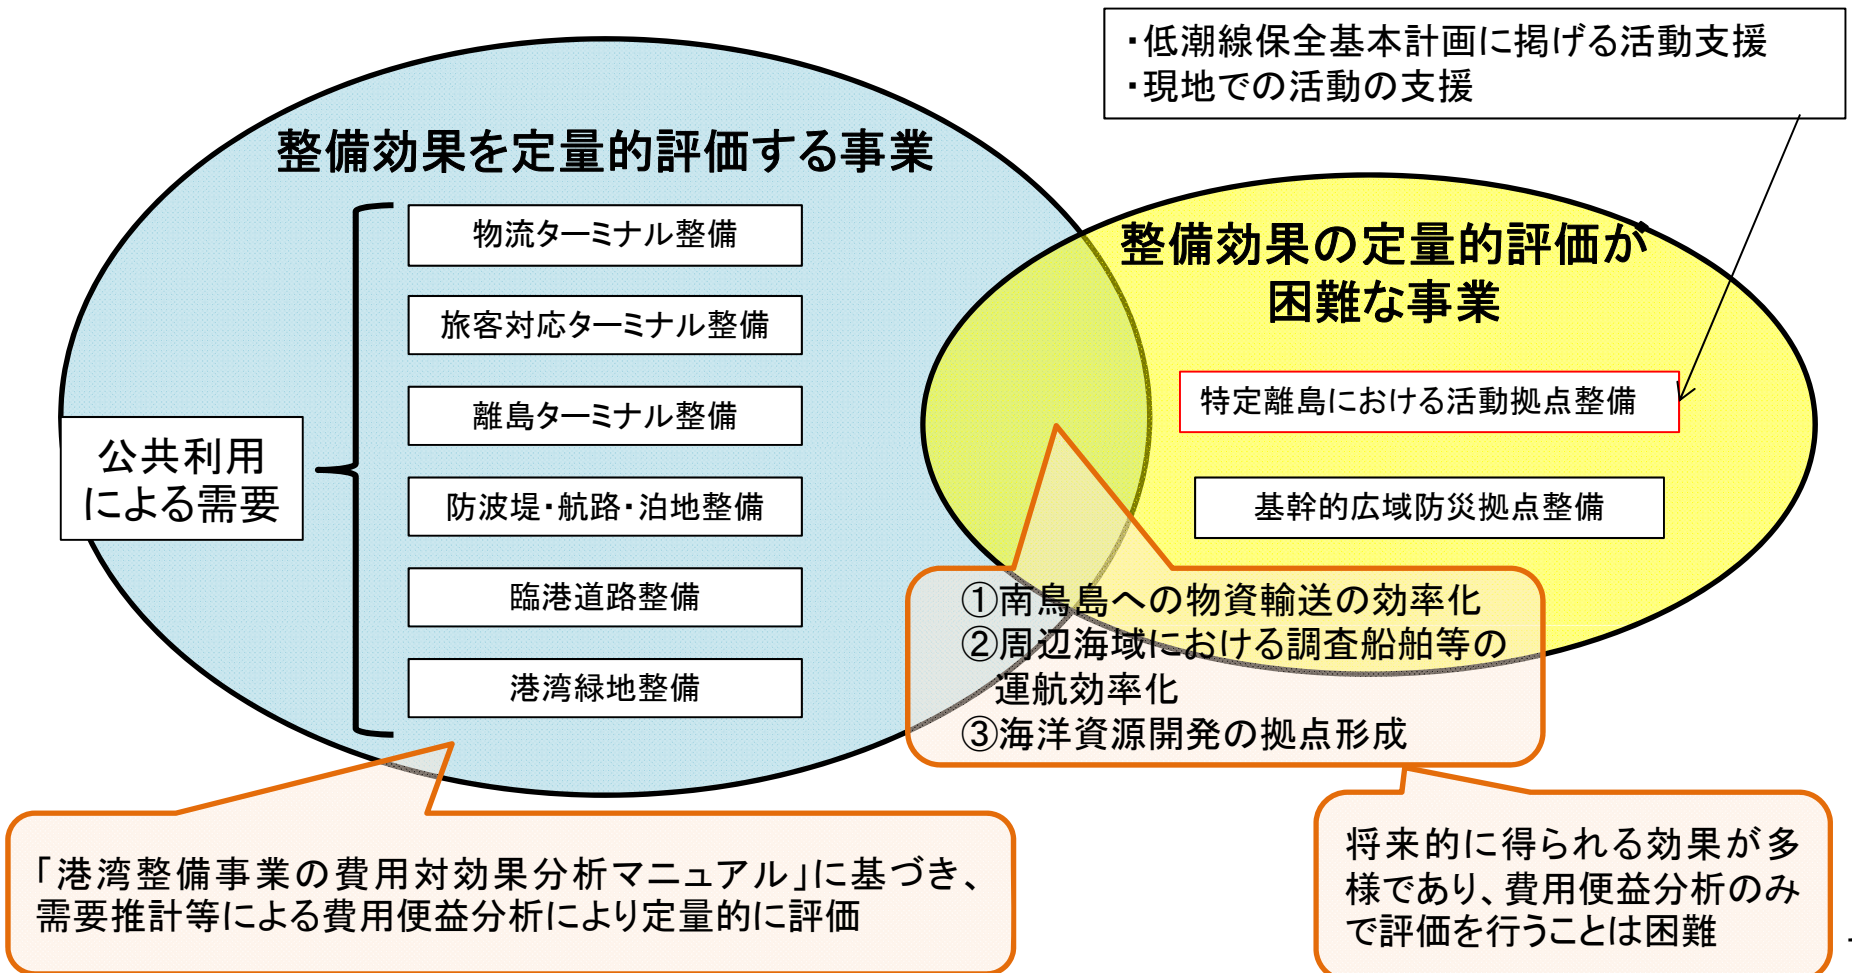 ・低潮線保全基本計画に掲げる活動支援
・現地での活動の支援
整備効果を定量的評価する事業
物流ターミナル整備
旅客対応ターミナル整備
離島ターミナル整備
防波堤・航路・泊地整備
臨港道路整備
港湾緑地整備
公共利用
による需要
整備効果の定量的評価が
困難な事業
特定離島における活動拠点整備
基幹的広域防災拠点整備
①南鳥島への物資輸送の効率化
②周辺海域における調査船舶等の
運航効率化
③海洋資源開発の拠点形成
「港湾整備事業の費用対効果分析マニュアル」に基づき、
需要推計等による費用便益分析により定量的に評価
将来的に得られる効果が多
様であり、費用便益分析のみ
で評価を行うことは困難